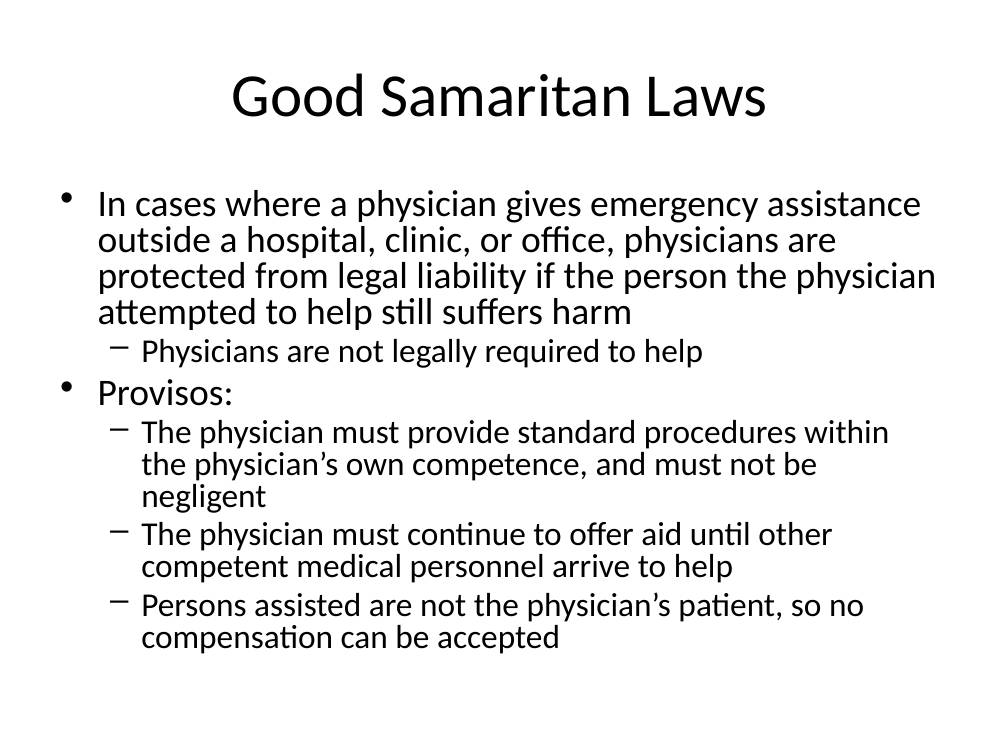 Good Samaritan Laws
• In cases where a physician gives emergency assistance
outside a hospital, clinic, or office, physicians are
protected from legal liability if the person the physician
attempted to help still suffers harm
– Physicians are not legally required to help
• Provisos:
– The physician must provide standard procedures within
the physician’s own competence, and must not be
negligent
– The physician must continue to offer aid until other
competent medical personnel arrive to help
– Persons assisted are not the physician’s patient, so no
compensation can be accepted